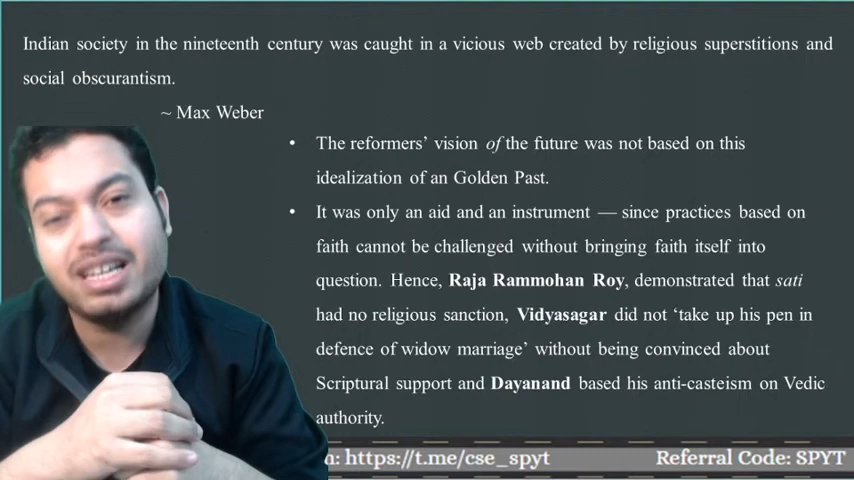 Indian society in the nineteenth century was caught in a vicious web created by religious superstitions and
social obscurantism.
~ Max Weber
• The reformers’ vision of the future was not based on this
idealization of an Golden Past.
• It was only an aid and an instrument — since practices based on
faith cannot be challenged without bringing faith itself into
question. Hence, Raja Rammohan Roy, demonstrated that sati
had no religious sanction, Vidyasagar did not ‘take up his pen in
defence of widow marriage’ without being convinced about
Scriptural support and Dayanand based his anti-casteism on Vedic
authority.
: https://t.me/cse_spyt Referral Code: SPYT